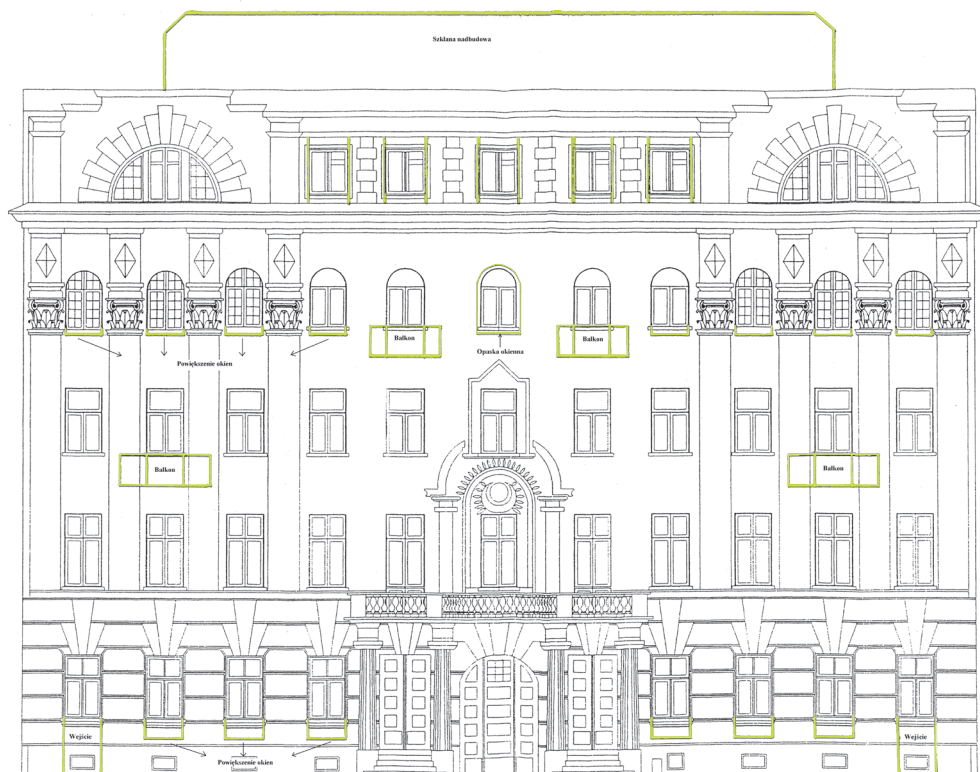 Szklana nadbudowa
Balkon
Balkon
Opaska okienna
Powiększenie okien
Balkon
Balkon
Wejście
Wejście
Powiększenie okien